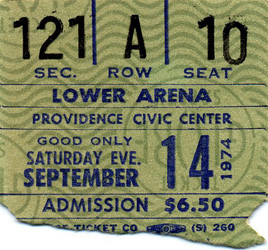 121 A 10
SEC. ROW SEAT
LOWER ARENA
PROVIDENCE CIVIC CENTER
GOOD ONLY
SATURDAY EVE.
SEPTEMBER 14 1974
ADMISSION $6.50
TICKET CO (S) 260